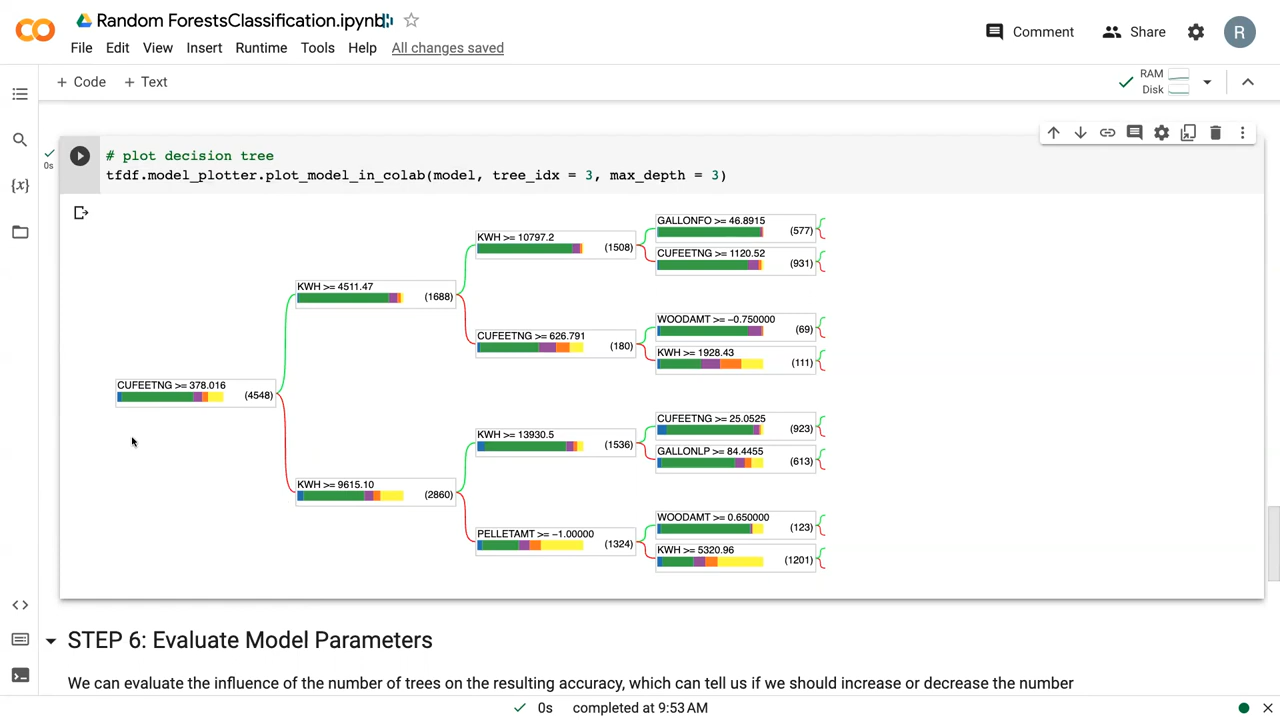 Random ForestsClassification.ipynb
File Edit View Insert Runtime Tools Help All changes saved
Comment Share R
+ Code + Text
RAM
Disk
{x}
0s
# plot decision tree
tfdf.model_plotter.plot_model_in_colab(model, tree_idx = 3, max_depth = 3)
GALLONFO >= 46.8915 (577)
KWH >= 10797.2 (1508)
CUFEETNG >= 1120.52 (931)
KWH >= 4511.47 (1688)
WOODAMT >= −0.750000 (69)
CUFEETNG >= 626.791 (180)
KWH >= 1928.43 (111)
CUFEETNG >= 378.016 (4548)
CUFEETNG >= 25.0525 (923)
KWH >= 13930.5 (1536)
GALLONLP >= 84.4455 (613)
KWH >= 9615.10 (2860)
WOODAMT >= 0.650000 (123)
PELLETAMT >= −1.00000 (1324)
KWH >= 5320.96 (1201)
STEP 6: Evaluate Model Parameters
We can evaluate the influence of the number of trees on the resulting accuracy, which can tell us if we should increase or decrease the number
0s completed at 9:53 AM